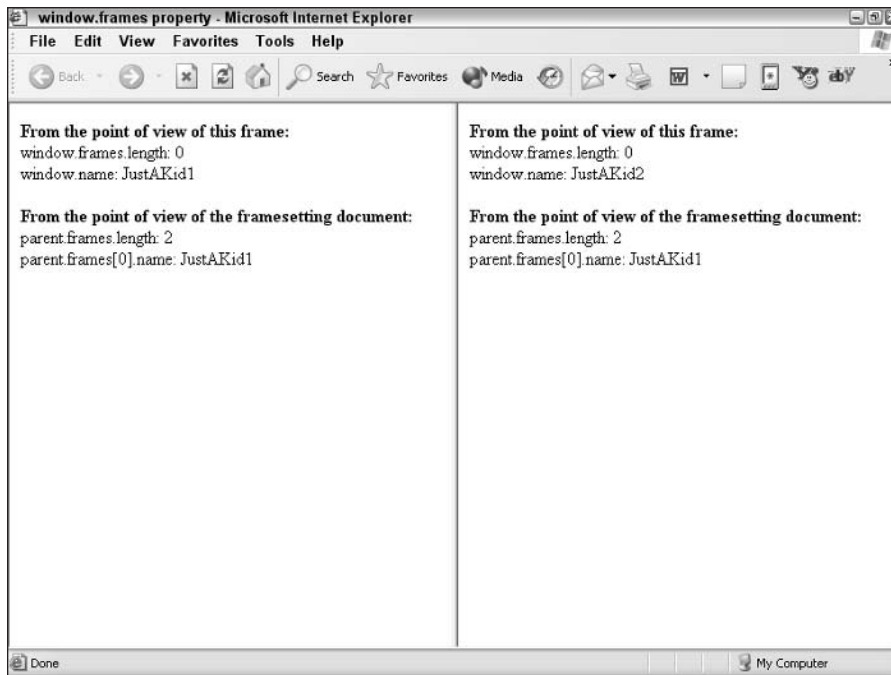 window.frames property - Microsoft Internet Explorer
File Edit View Favorites Tools Help
Back Search Favorites Media
From the point of view of this frame:
window.frames.length: 0
window.name: JustAKid1
From the point of view of the framesetting document:
parent.frames.length: 2
parent.frames[0].name: JustAKid1
From the point of view of this frame:
window.frames.length: 0
window.name: JustAKid2
From the point of view of the framesetting document:
parent.frames.length: 2
parent.frames[0].name: JustAKid1
Done My Computer